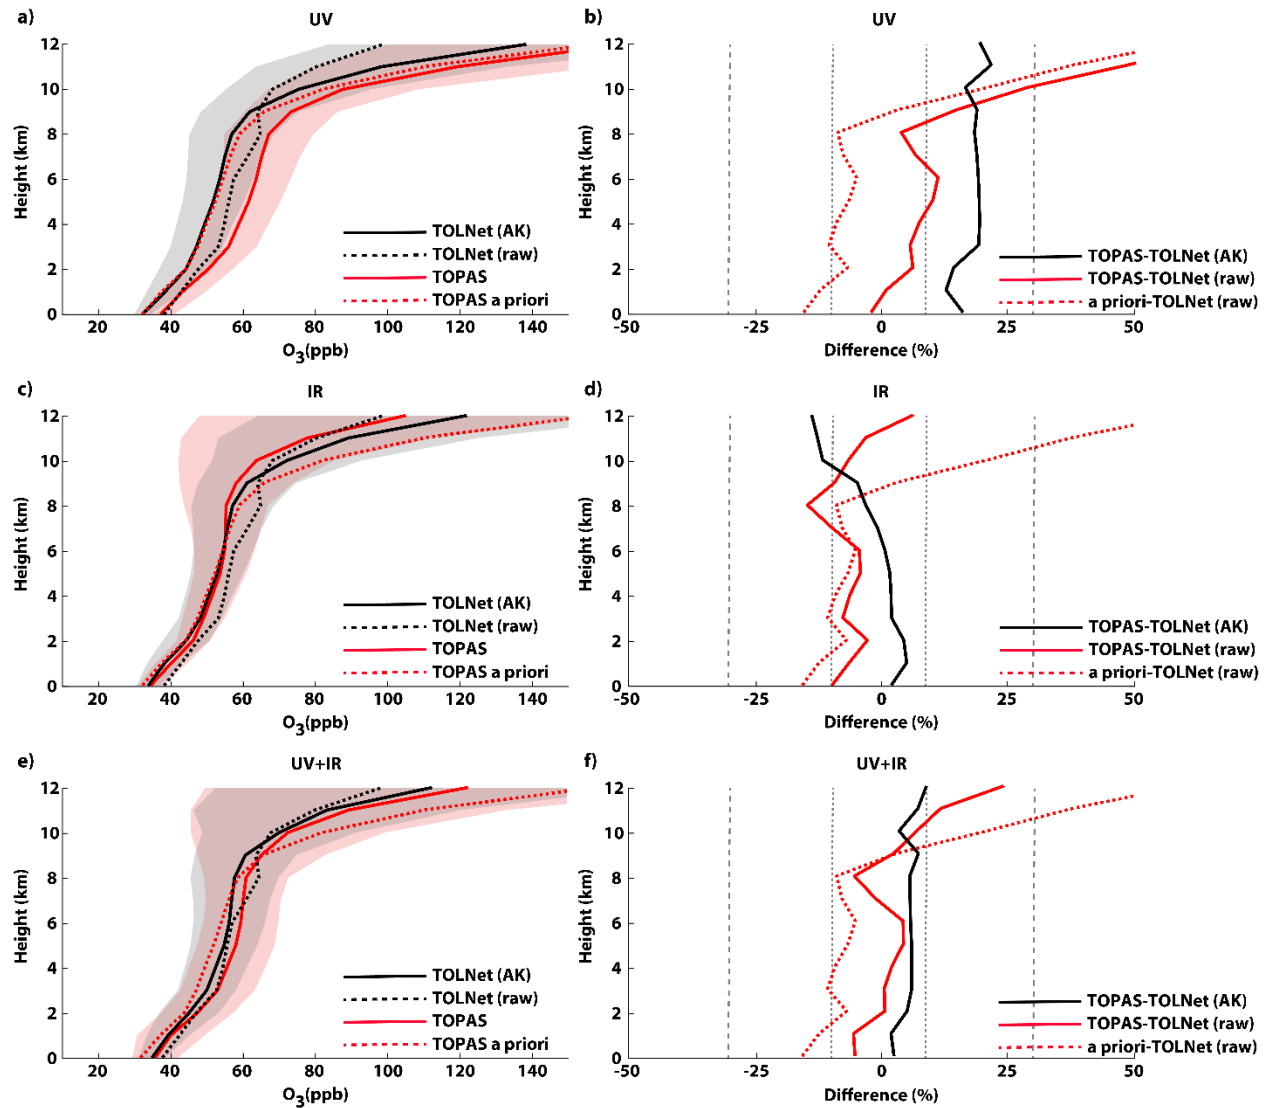 a)
UV
12
10
8
6
4
2
0
Height (km)
TOLNet (AK)
TOLNet (raw)
TOPAS
TOPAS a priori
20 40 60 80 100 120 140
O3(ppb)
b)
UV
12
10
8
6
4
2
0
Height (km)
TOPAS-TOLNet (AK)
TOPAS-TOLNet (raw)
a priori-TOLNet (raw)
-50 -25 0 25 50
Difference (%)
c)
IR
12
10
8
6
4
2
0
Height (km)
TOLNet (AK)
TOLNet (raw)
TOPAS
TOPAS a priori
20 40 60 80 100 120 140
O3(ppb)
d)
IR
12
10
8
6
4
2
0
Height (km)
TOPAS-TOLNet (AK)
TOPAS-TOLNet (raw)
a priori-TOLNet (raw)
-50 -25 0 25 50
Difference (%)
e)
UV+IR
12
10
8
6
4
2
0
Height (km)
TOLNet (AK)
TOLNet (raw)
TOPAS
TOPAS a priori
20 40 60 80 100 120 140
O3(ppb)
f)
UV+IR
12
10
8
6
4
2
0
Height (km)
TOPAS-TOLNet (AK)
TOPAS-TOLNet (raw)
a priori-TOLNet (raw)
-50 -25 0 25 50
Difference (%)